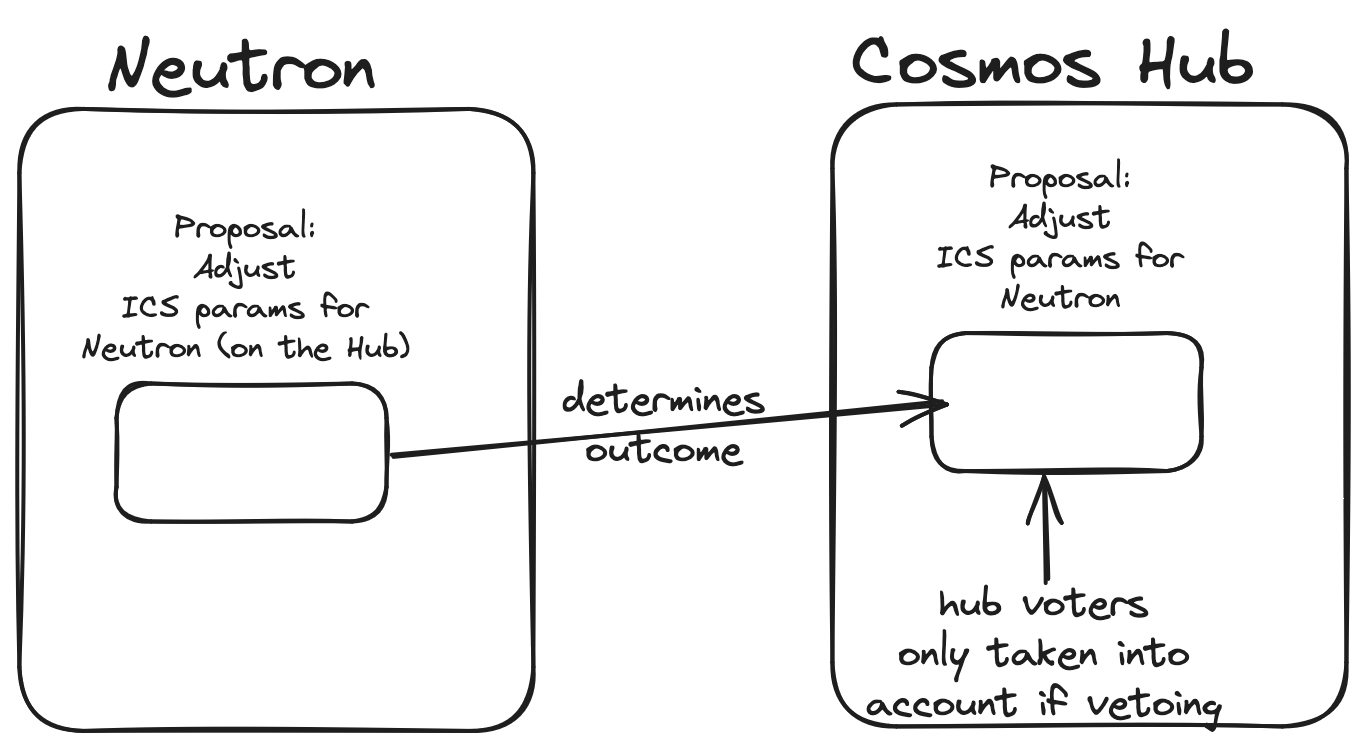 Neutron
Proposal:
Adjust
ICS params for
Neutron (on the Hub)
determines
outcome
Cosmos Hub
Proposal:
Adjust
ICS params for
Neutron
hub voters
only taken into
account if vetoing